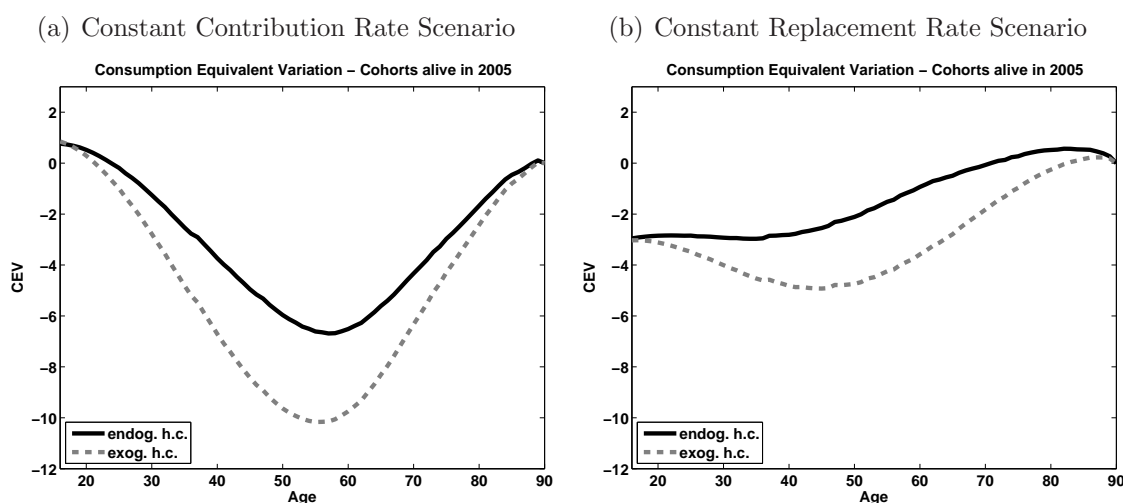 (a) Constant Contribution Rate Scenario
Consumption Equivalent Variation – Cohorts alive in 2005
2
0
−2
−4
−6
−8
−10
−12
CEV
20 30 40 50 60 70 80 90
Age
endog. h.c.
exog. h.c.
(b) Constant Replacement Rate Scenario
Consumption Equivalent Variation – Cohorts alive in 2005
2
0
−2
−4
−6
−8
−10
−12
CEV
20 30 40 50 60 70 80 90
Age
endog. h.c.
exog. h.c.